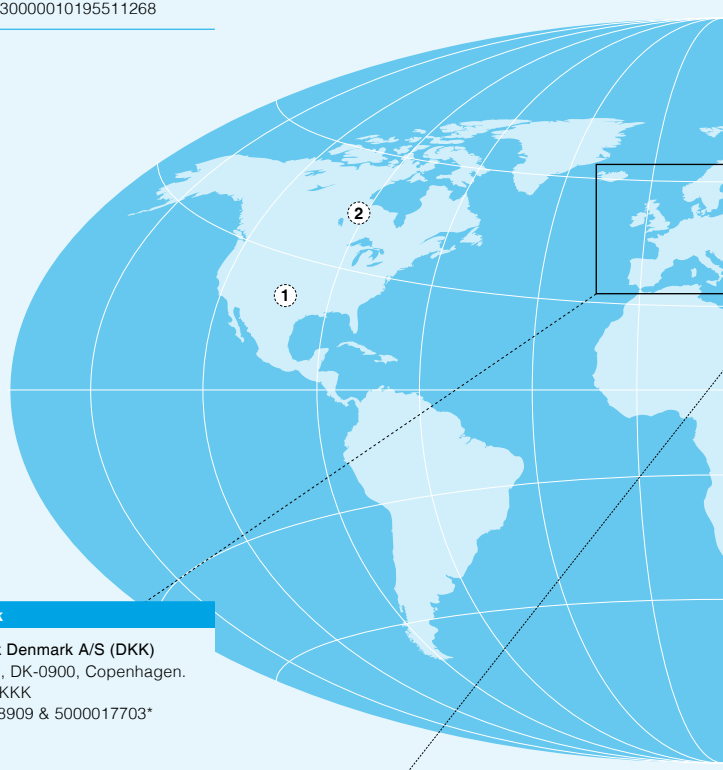 30000010195511268
2
1
Denmark A/S (DKK)
, DK-0900, Copenhagen.
KKK
8909 & 5000017703*